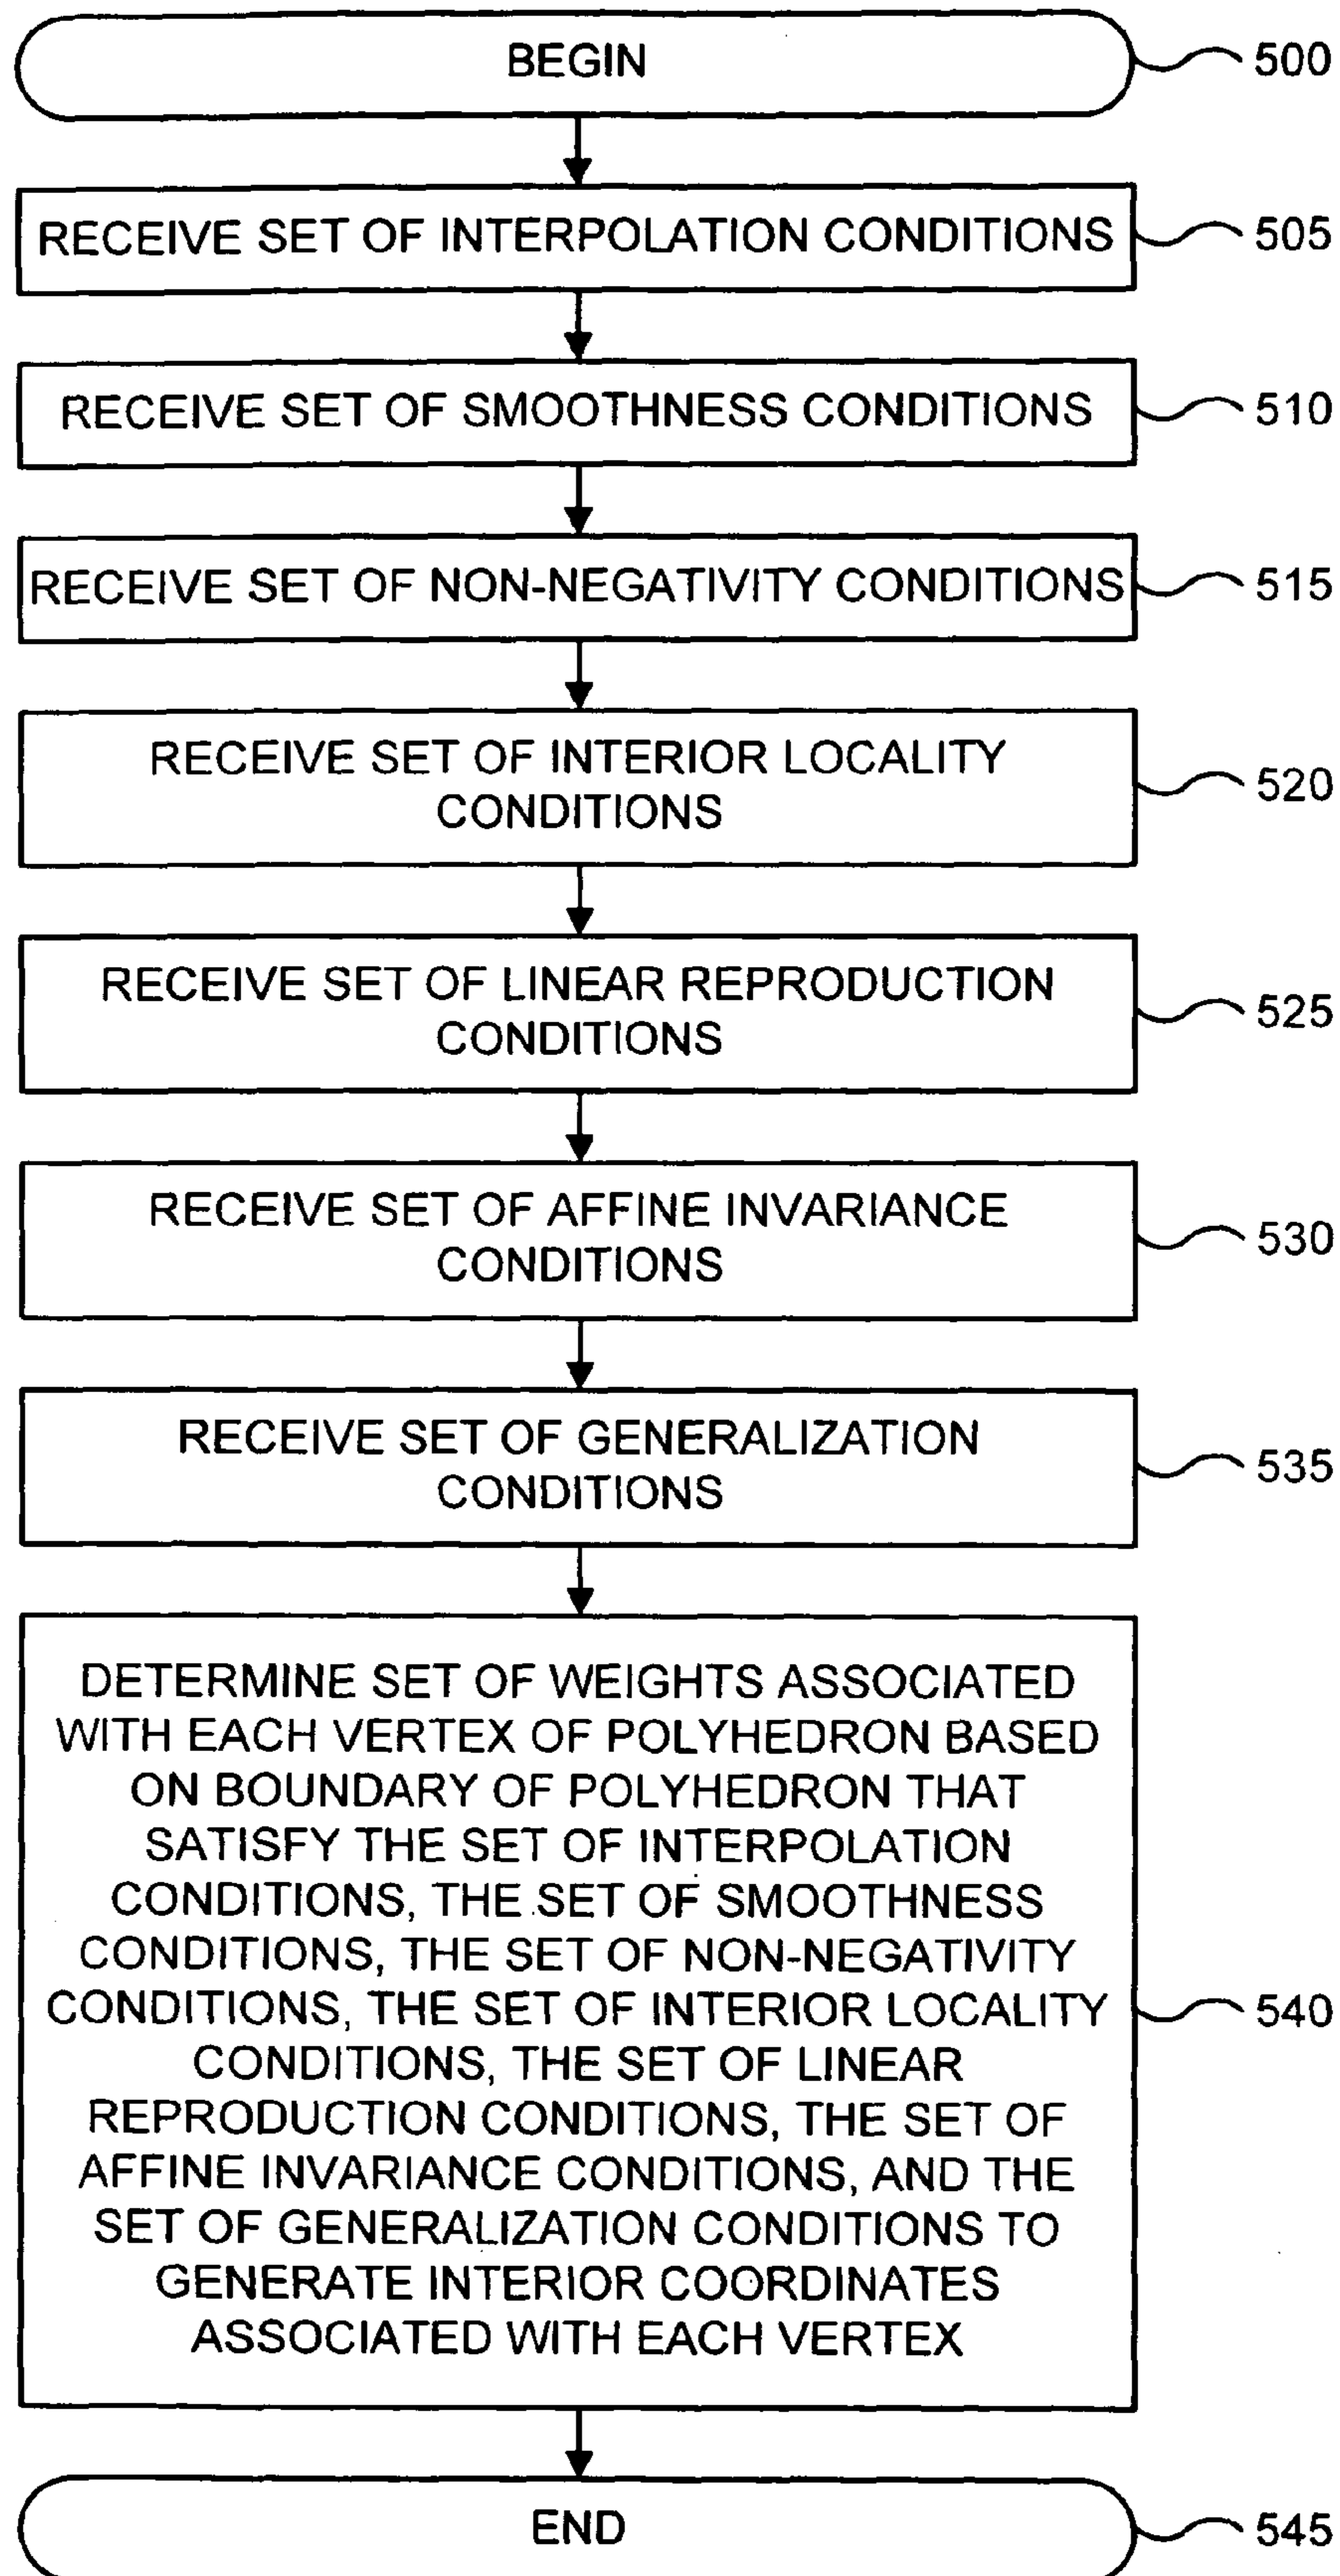 BEGIN
500
RECEIVE SET OF INTERPOLATION CONDITIONS
505
RECEIVE SET OF SMOOTHNESS CONDITIONS
510
RECEIVE SET OF NON-NEGATIVITY CONDITIONS
515
RECEIVE SET OF INTERIOR LOCALITY
CONDITIONS
520
RECEIVE SET OF LINEAR REPRODUCTION
CONDITIONS
525
RECEIVE SET OF AFFINE INVARIANCE
CONDITIONS
530
RECEIVE SET OF GENERALIZATION
CONDITIONS
535
DETERMINE SET OF WEIGHTS ASSOCIATED
WITH EACH VERTEX OF POLYHEDRON BASED
ON BOUNDARY OF POLYHEDRON THAT
SATISFY THE SET OF INTERPOLATION
CONDITIONS, THE SET OF SMOOTHNESS
CONDITIONS, THE SET OF NON-NEGATIVITY
CONDITIONS, THE SET OF INTERIOR LOCALITY
CONDITIONS, THE SET OF LINEAR
REPRODUCTION CONDITIONS, THE SET OF
AFFINE INVARIANCE CONDITIONS, AND THE
SET OF GENERALIZATION CONDITIONS TO
GENERATE INTERIOR COORDINATES
ASSOCIATED WITH EACH VERTEX
540
END
545